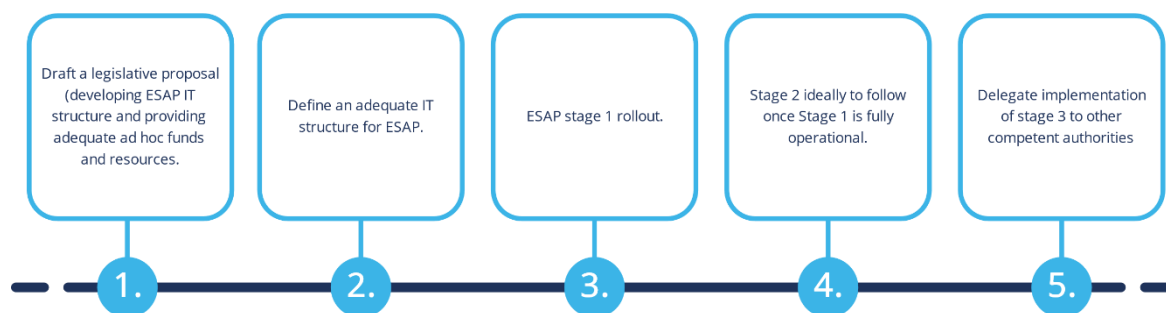 Draft a legislative proposal
(developing ESAP IT
structure and providing
adequate ad hoc funds
and resources.
Define an adequate IT
structure for ESAP.
ESAP stage 1 rollout.
Stage 2 ideally to follow
once Stage 1 is fully
operational.
Delegate implementation
of stage 3 to other
competent authorities
1.
2.
3.
4.
5.